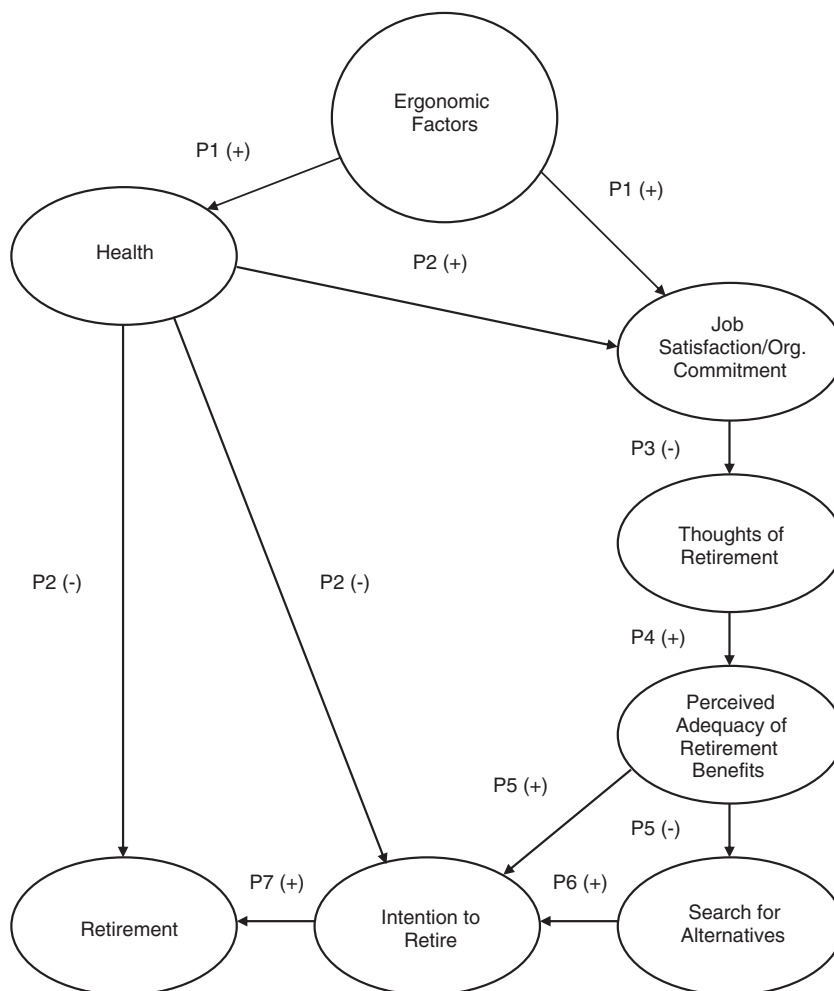 Ergonomic
Factors
P1 (+)
P1 (+)
Health
P2 (+)
Job
Satisfaction/Org.
Commitment
P3 (-)
Thoughts of
Retirement
P2 (-)
P2 (-)
P4 (+)
Perceived
Adequacy of
Retirement
Benefits
P5 (+)
P5 (-)
P7 (+)
P6 (+)
Retirement
Intention to
Retire
Search for
Alternatives